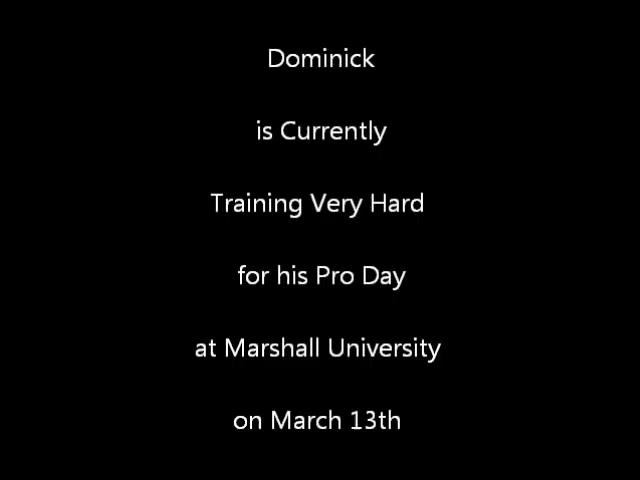 Dominick
is Currently
Training Very Hard
for his Pro Day
at Marshall University
on March 13th